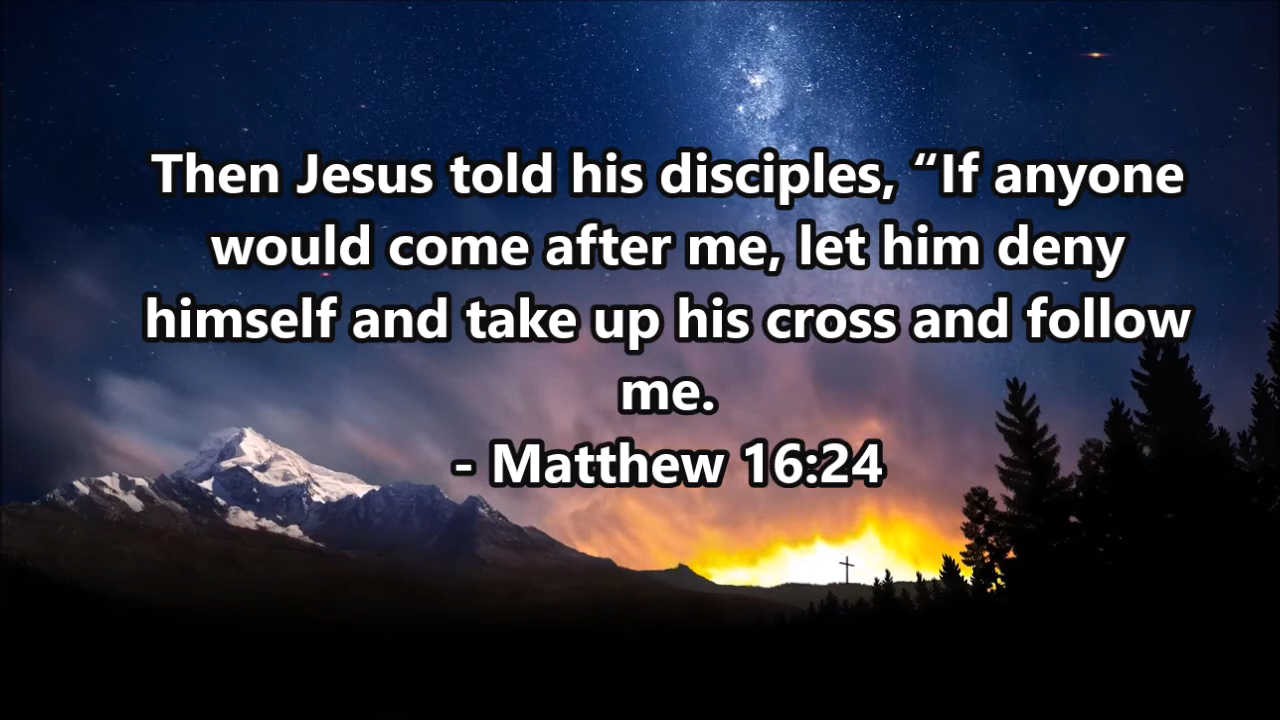 Then Jesus told his disciples, “If anyone
would come after me, let him deny
himself and take up his cross and follow
me.
- Matthew 16:24